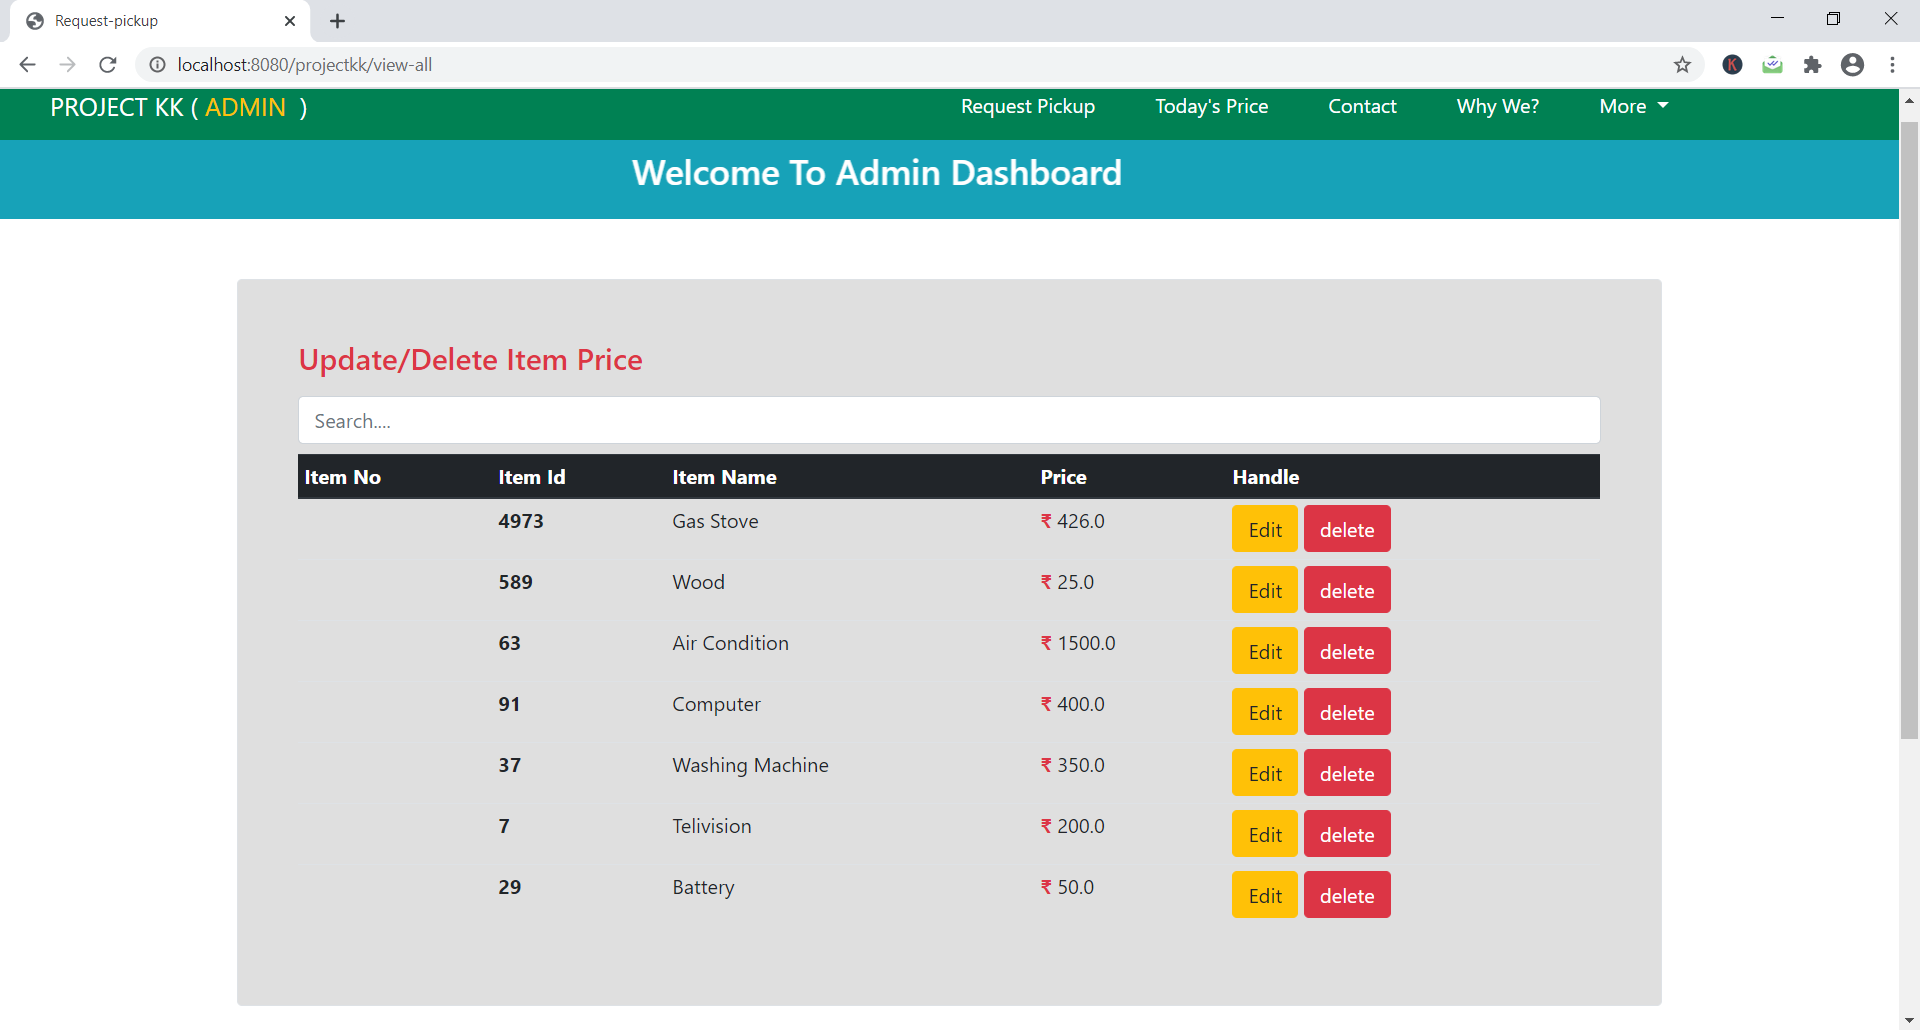 Request-pickup
localhost:8080/projectkk/view-all
K
PROJECT KK ( ADMIN ) Request Pickup Today's Price Contact Why We? More
Welcome To Admin Dashboard
Update/Delete Item Price
Search....
Item No Item Id Item Name Price Handle
4973 Gas Stove ₹ 426.0 Edit delete
589 Wood ₹ 25.0 Edit delete
63 Air Condition ₹ 1500.0 Edit delete
91 Computer ₹ 400.0 Edit delete
37 Washing Machine ₹ 350.0 Edit delete
7 Telivision ₹ 200.0 Edit delete
29 Battery ₹ 50.0 Edit delete